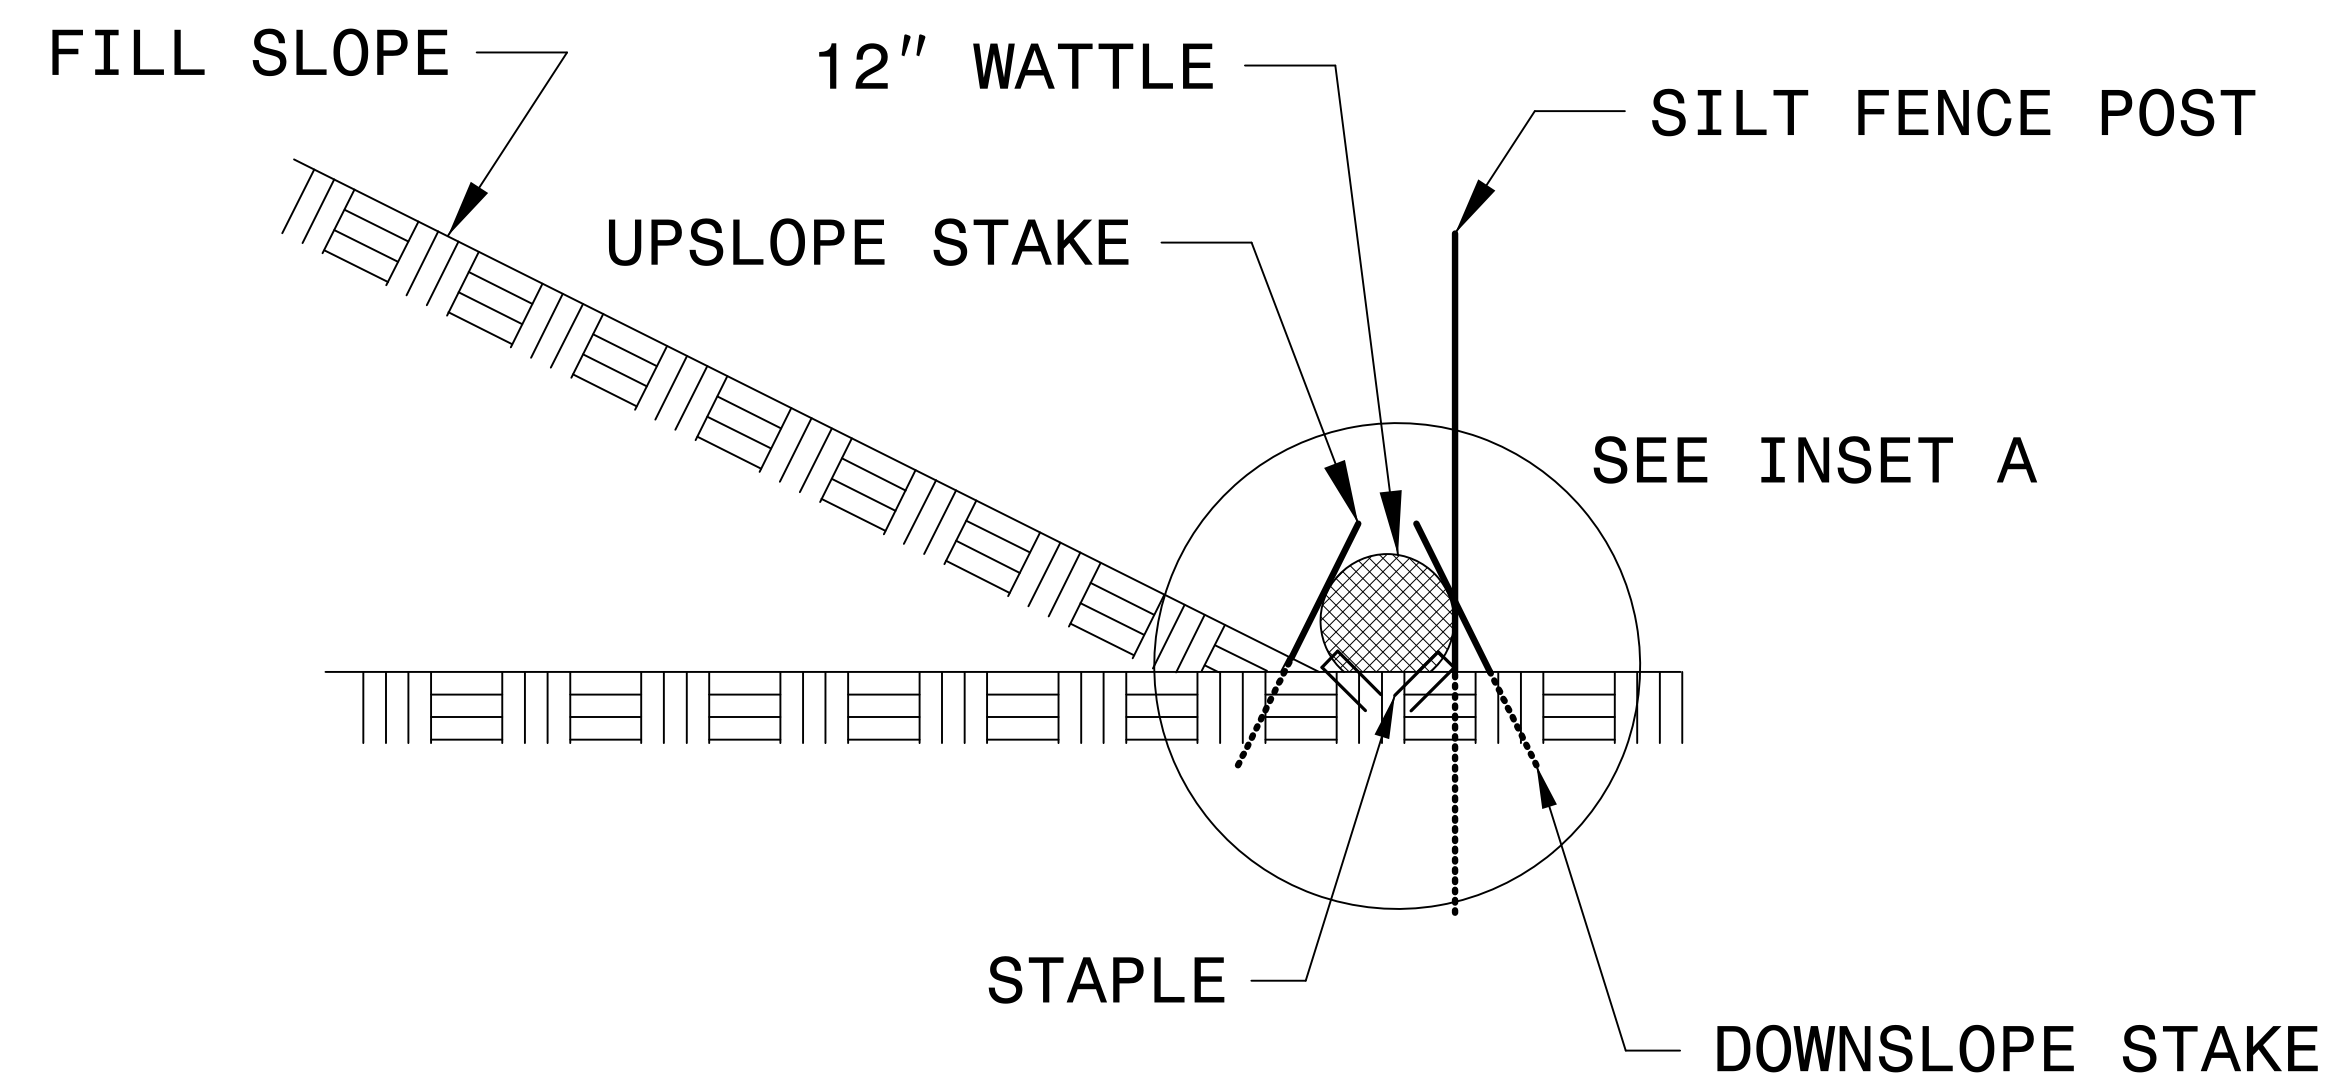 FILL SLOPE
12" WATTLE
SILT FENCE POST
UPSLOPE STAKE
SEE INSET A
STAPLE
DOWNSLOPE STAKE